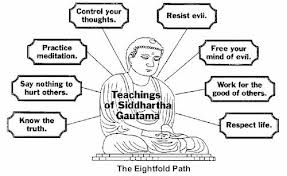 Control your
thoughts.
Resist evil.
Practice
meditation.
Free your
mind of evil.
Say nothing to
hurt others.
Work for the
good of others.
Know the
truth.
Respect life.
Teachings
of Siddhartha
Gautama
The Eightfold Path